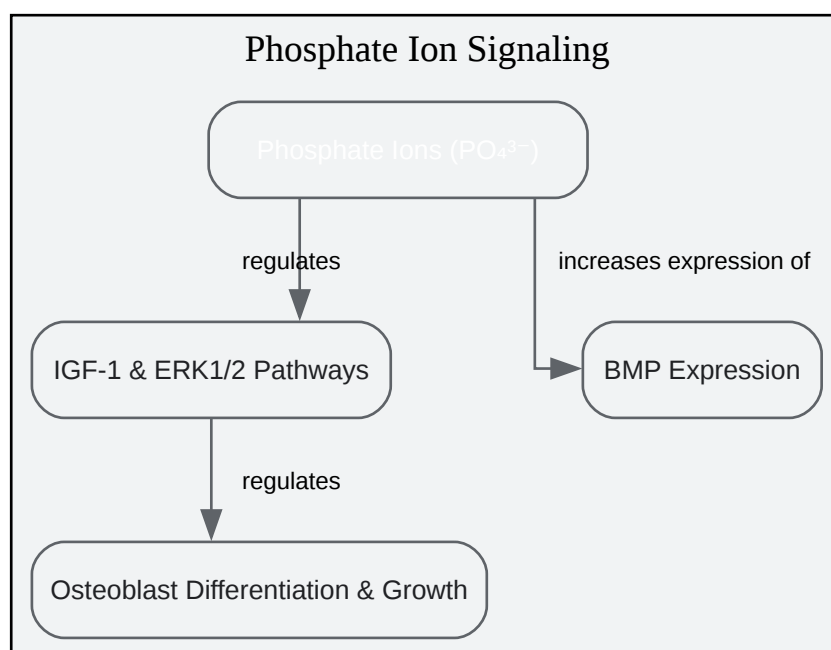 Phosphate Ion Signaling
Phosphate Ions (PO₄³⁻)
regulates
increases expression of
IGF-1 & ERK1/2 Pathways
BMP Expression
regulates
Osteoblast Differentiation & Growth